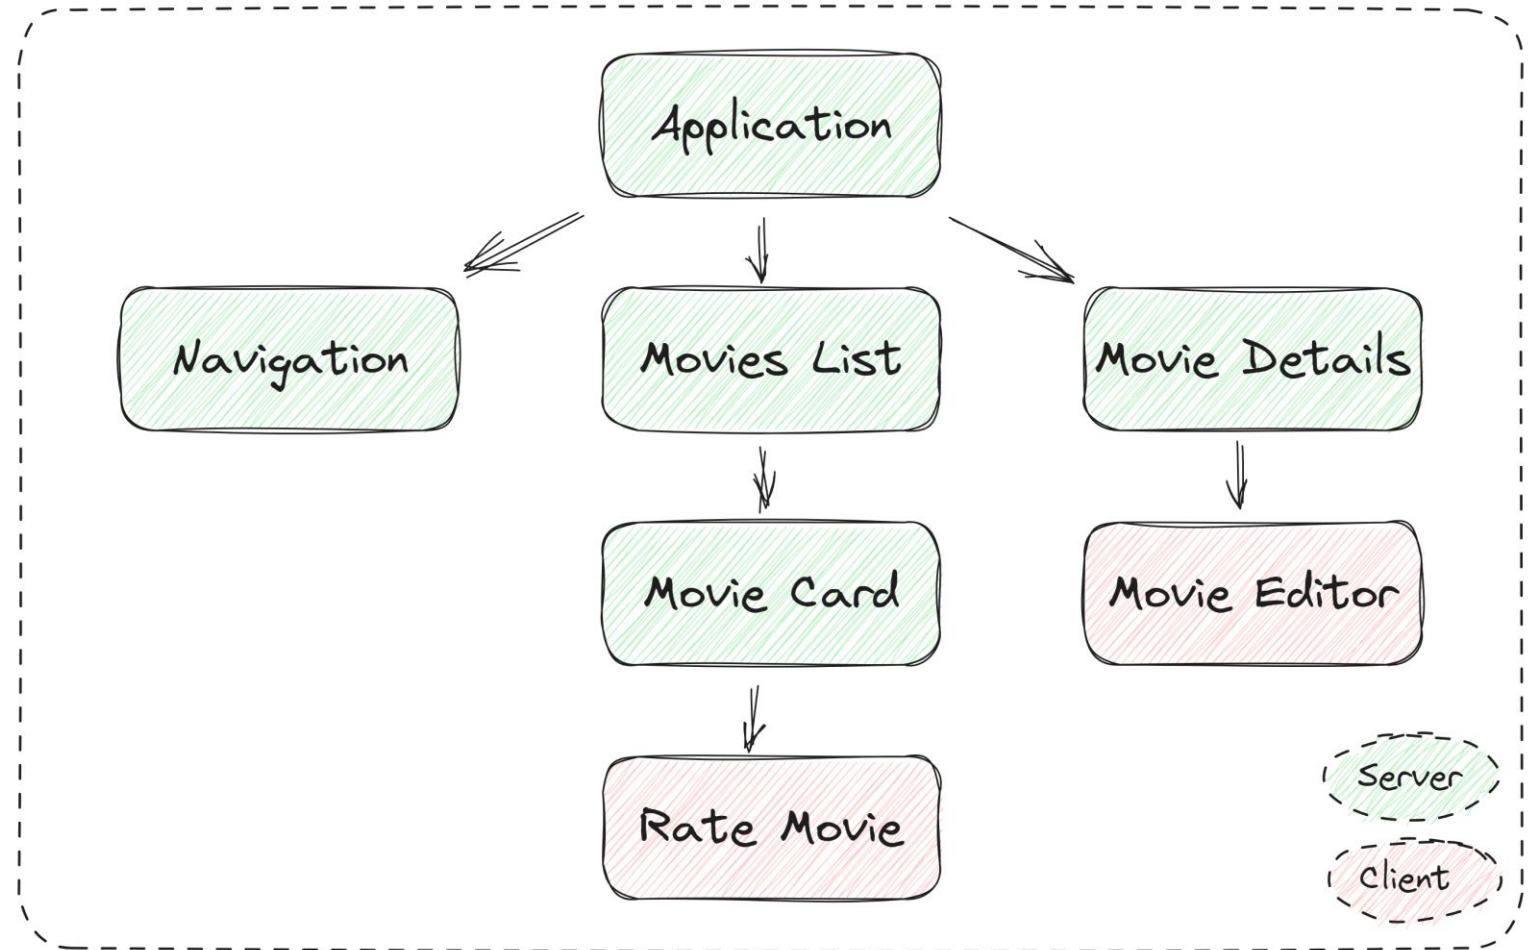 Application
Navigation
Movies List
Movie Details
Movie Card
Movie Editor
Rate Movie
Server
Client